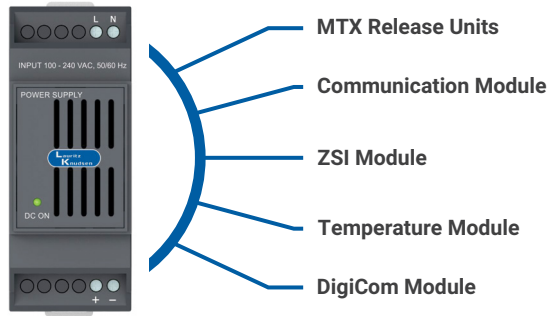 L N
INPUT 100 - 240 VAC, 50/60 Hz
POWER SUPPLY
Lauritz
Knudsen
DC ON
+ −
MTX Release Units
Communication Module
ZSI Module
Temperature Module
DigiCom Module